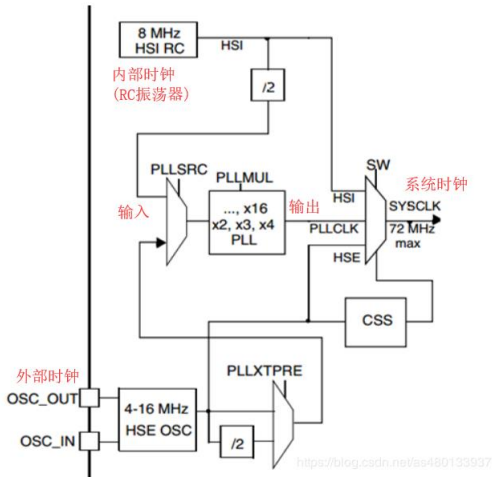 8 MHz
HSI RC
HSI
内部时钟
(RC振荡器)
/2
PLLSRC
PLLMUL
SW
系统时钟
输入
..., x16
x2, x3, x4
PLL
输出
HSI
PLLCLK
HSE
SYSCLK
72 MHz
max
CSS
PLLXTPRE
外部时钟
OSC_OUT
OSC_IN
4-16 MHz
HSE OSC
/2
https://blog.csdn.net/as480133937